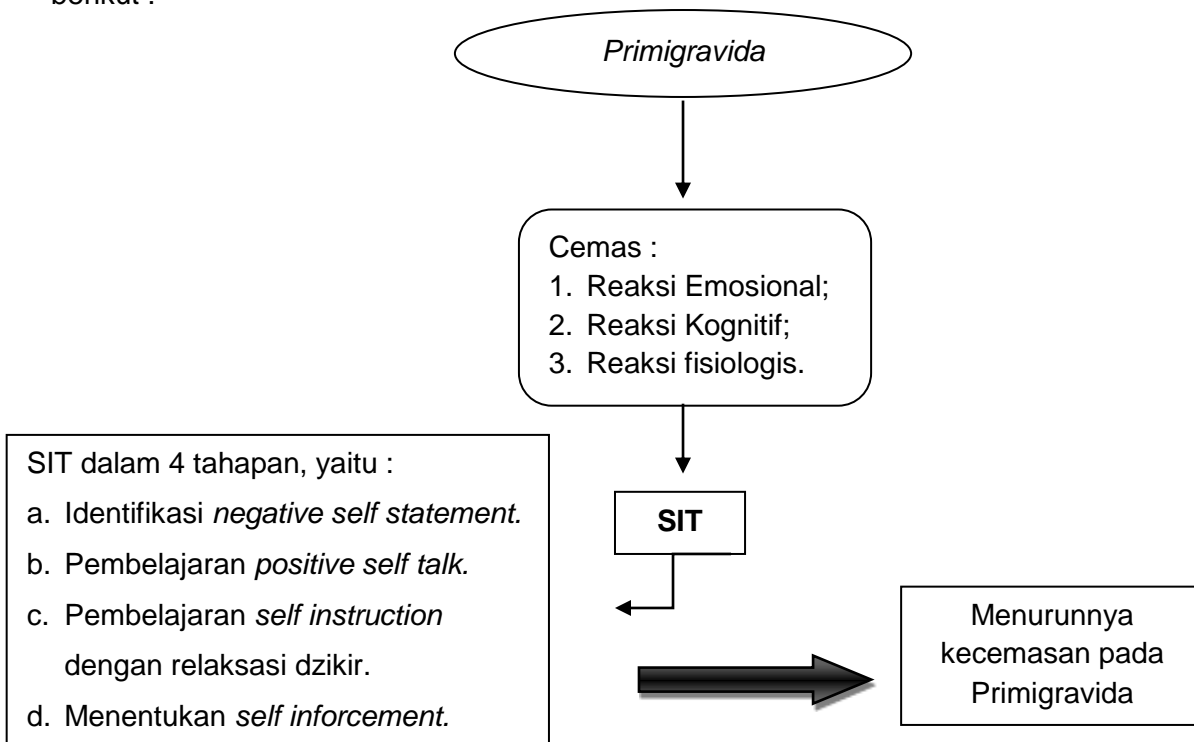 berikut :
Primigravida
Cemas :
1. Reaksi Emosional;
2. Reaksi Kognitif;
3. Reaksi fisiologis.
SIT dalam 4 tahapan, yaitu :
a. Identifikasi negative self statement.
b. Pembelajaran positive self talk.
c. Pembelajaran self instruction
dengan relaksasi dzikir.
d. Menentukan self inforcement.
SIT
Menurunnya
kecemasan pada
Primigravida